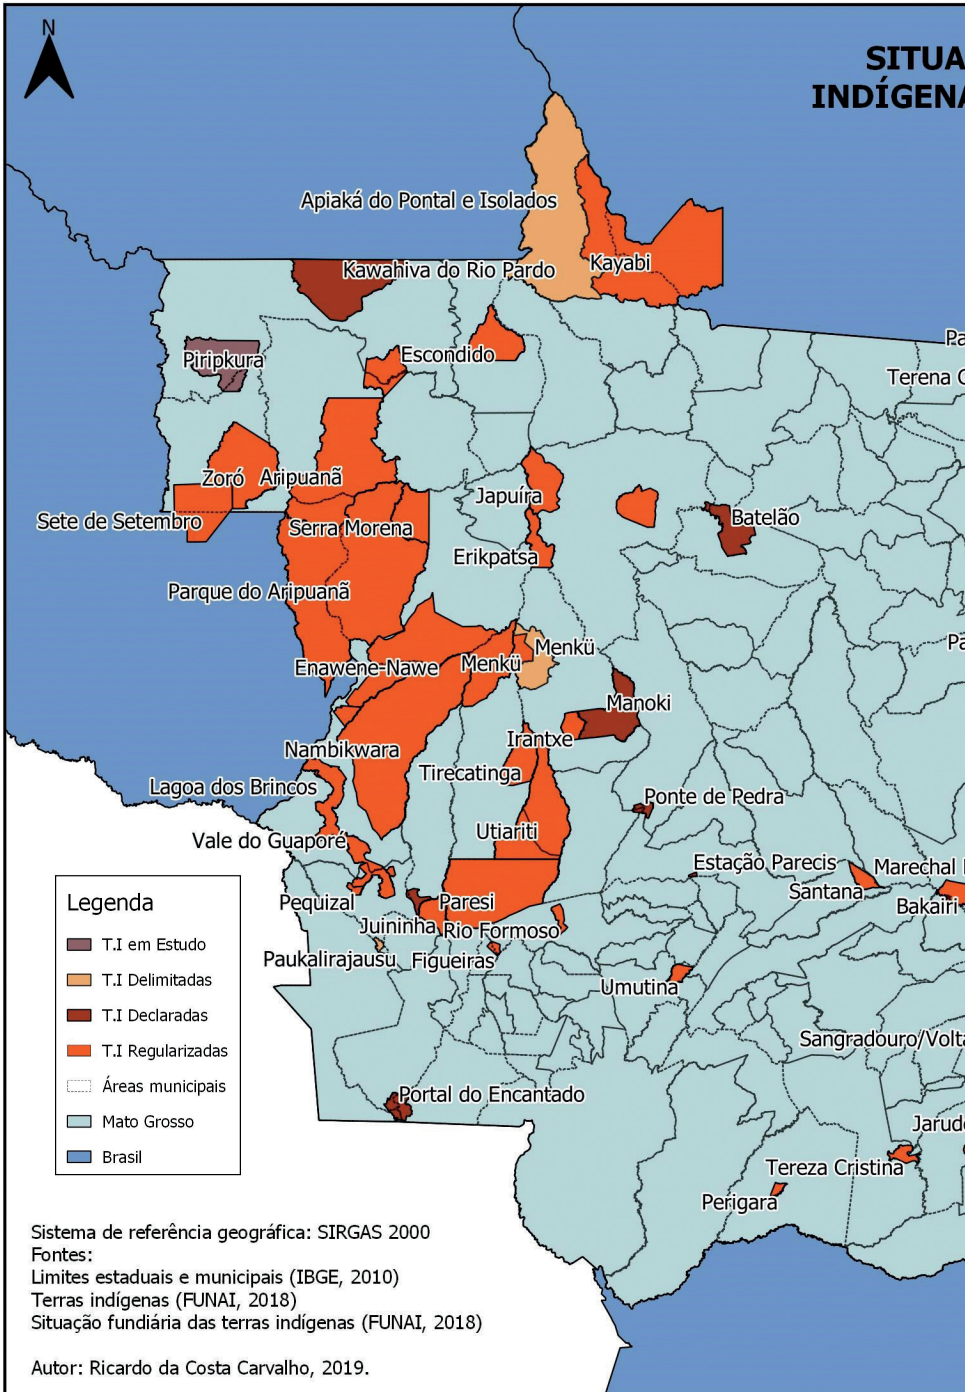 N
SITUA
INDÍGENA
Apiaká do Pontal e Isolados
Kayabi
Kawahiva do Rio Pardo
Pa
Escondido
Piripkura
Terena
Zoró
Aripuanã
Japuíra
Batelão
Sete de Setembro
Serra Morena
Erikpatsa
Parque do Aripuanã
Pa
Enawenê-Nawe
Menkü
Menkü
Manoki
Irantxe
Nambikwara
Tirecatinga
Lagoa dos Brincos
Ponte de Pedra
Utiariti
Vale do Guaporé
Estação Parecis
Marechal
Santana
Bakairi
Pequizal
Paresi
Juininha
Rio Formoso
Paukalirajausu
Figueiras
Umutina
Sangradouro/Volta
Portal do Encantado
Jarudo
Tereza Cristina
Perigara
Legenda
T.I em Estudo
T.I Delimitadas
T.I Declaradas
T.I Regularizadas
Áreas municipais
Mato Grosso
Brasil
Sistema de referência geográfica: SIRGAS 2000
Fontes:
Limites estaduais e municipais (IBGE, 2010)
Terras indígenas (FUNAI, 2018)
Situação fundiária das terras indígenas (FUNAI, 2018)
Autor: Ricardo da Costa Carvalho, 2019.